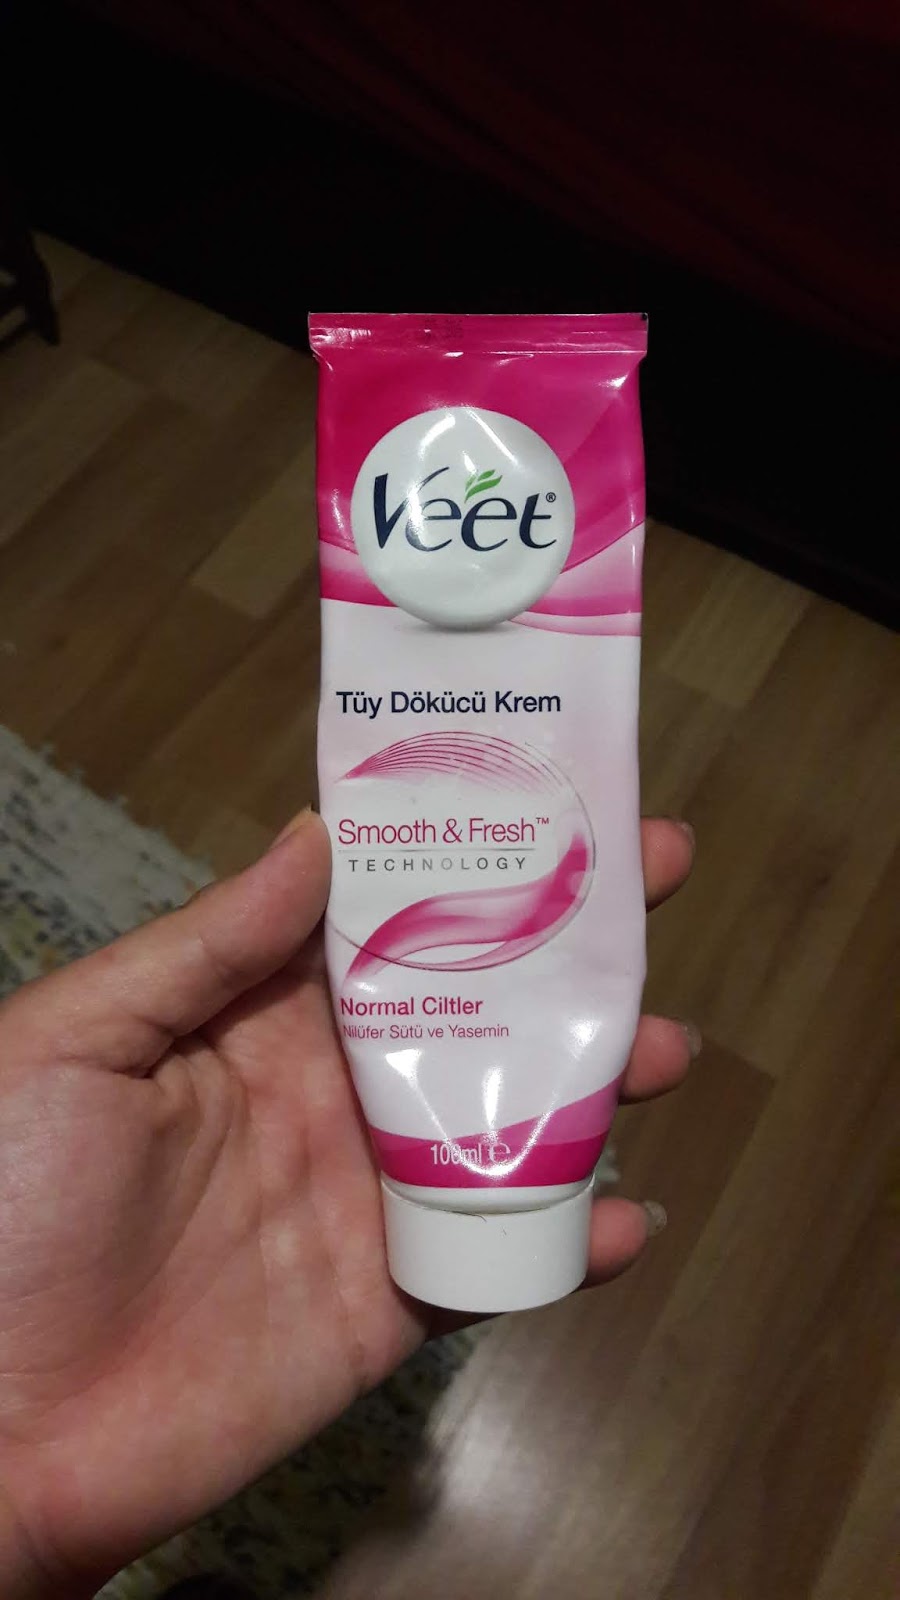 Veet®
Tüy Dökücü Krem
Smooth & Fresh™
TECHNOLOGY
Normal Ciltler
Nilüfer Sütü ve Yasemin
100ml ℮